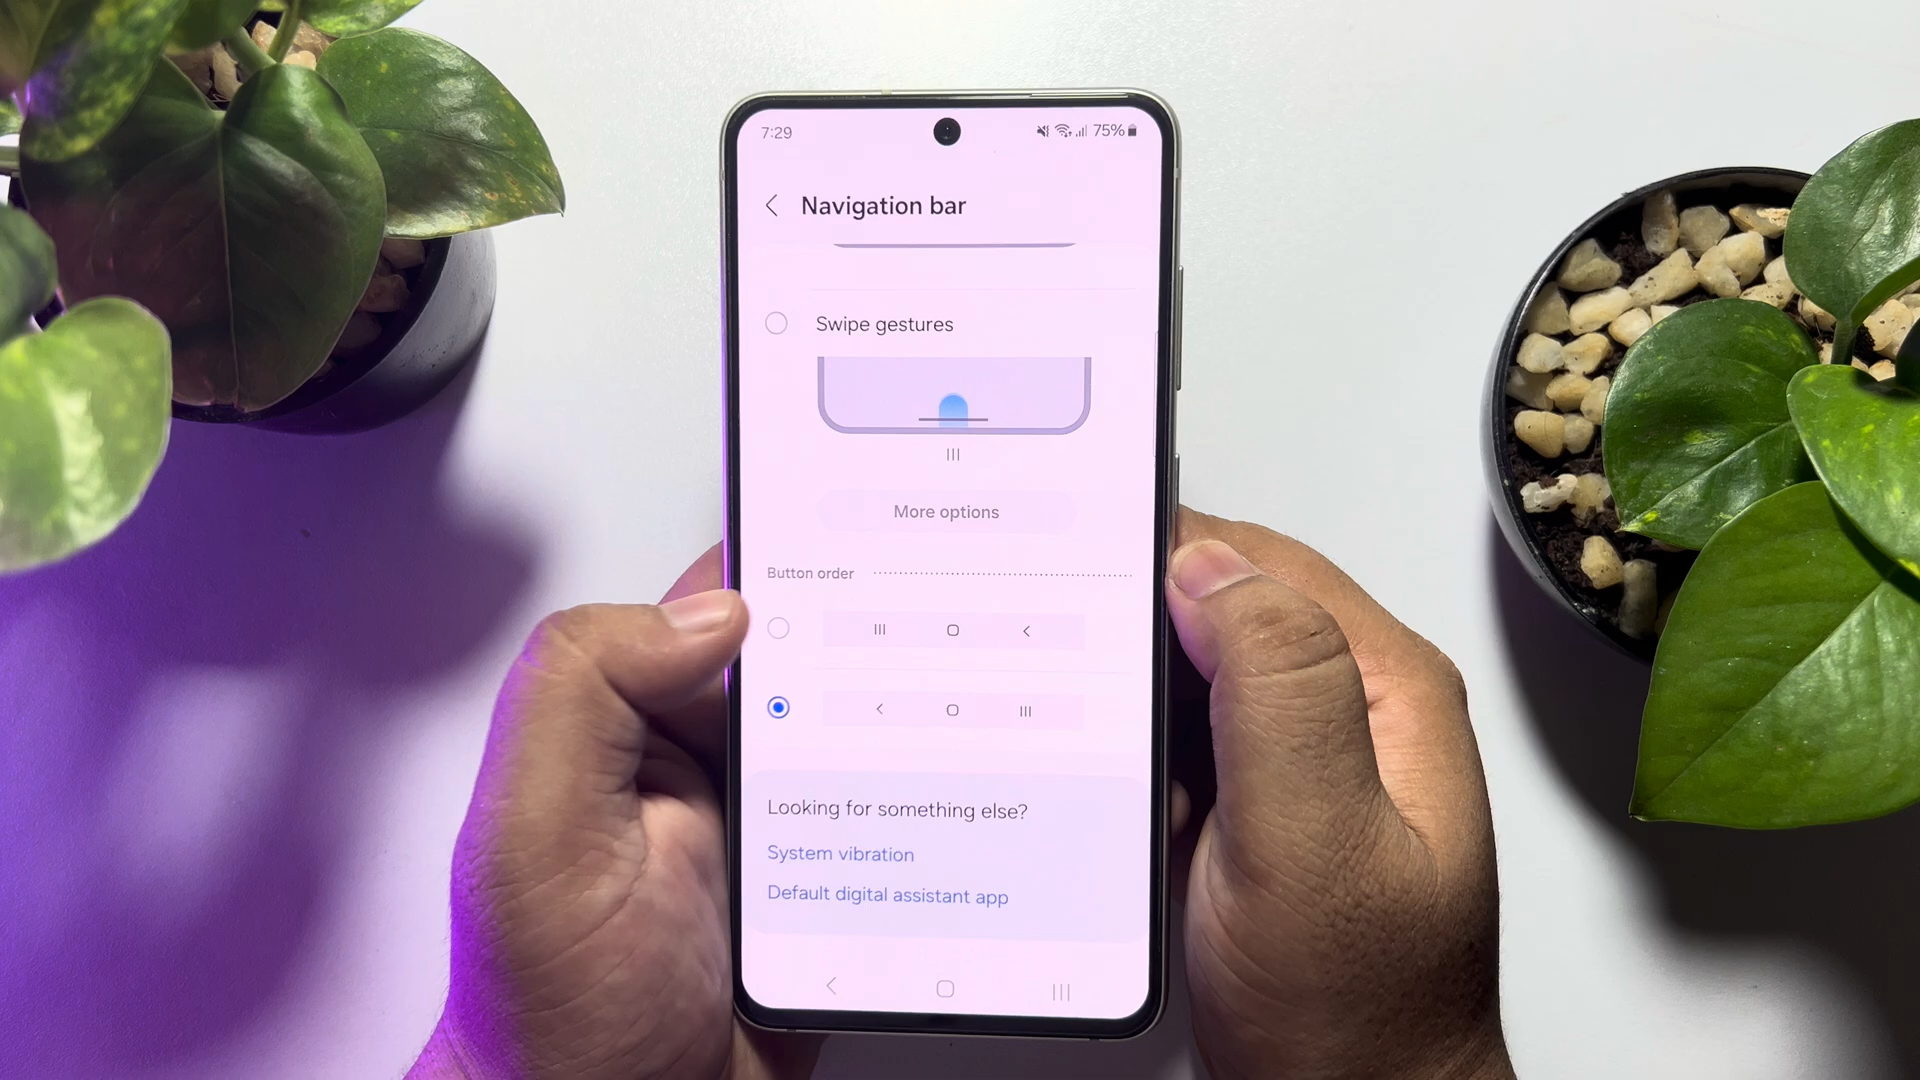 7:29 75%
Navigation bar
Swipe gestures
More options
Button order
Looking for something else?
System vibration
Default digital assistant app